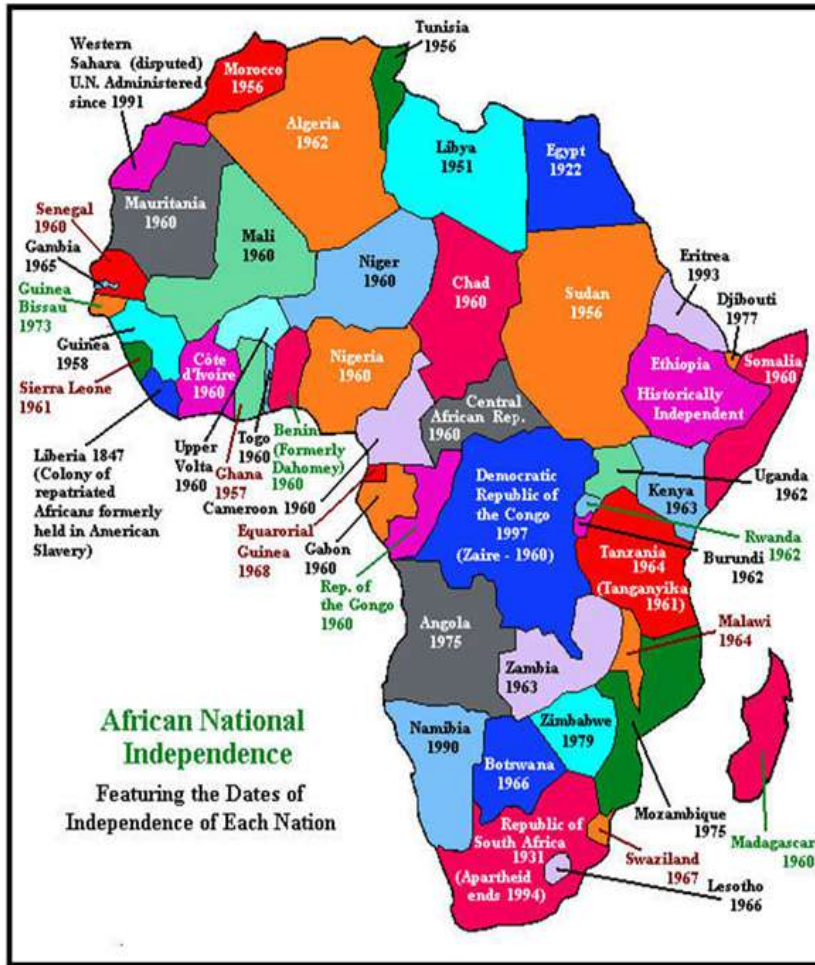 Tunisia
1956
Western
Sahara (disputed)
U.N. Administered
since 1991
Morocco
1956
Algeria
1962
Libya
1951
Egypt
1922
Mauritania
1960
Senegal
1960
Gambia
1965
Guinea
Bissau
1973
Guinea
1958
Sierra Leone
1961
Liberia 1847
(Colony of
repatriated
Africans formerly
held in American
Slavery)
Mali
1960
Niger
1960
Chad
1960
Sudan
1956
Eritrea
1993
Djibouti
1977
Somalia
1960
Ethiopia
Historically
Independent
Côte
d'Ivoire
1960
Upper
Volta
1960
Ghana
1957
Togo
1960
Benin
(Formerly
Dahomey)
1960
Nigeria
1960
Cameroon 1960
Central
African Rep.
1960
Equarorial
Guinea
1968
Gabon
1960
Rep. of
the Gongo
1960
Democratic
Republic of
the Congo
1997
(Zaire - 1960)
Uganda
1962
Kenya
1963
Rwanda
1962
Burundi
1962
Tanzania
1964
(Tanganyika
1961)
Malawi
1964
Angola
1975
Zambia
1963
Namibia
1990
Botswana
1966
Zimbabwe
1979
Mozambique
1975
Madagascar
1960
Republic of
South Africa
1931
(Apartheid
ends 1994)
Swaziland
1967
Lesotho
1966
African National
Independence
Featuring the Dates of
Independence of Each Nation